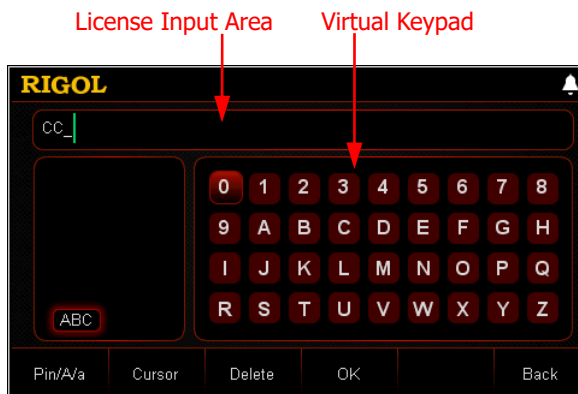 License Input Area Virtual Keypad
RIGOL
CC_
0 1 2 3 4 5 6 7 8
9 A B C D E F G H
I J K L M N O P Q
R S T U V W X Y Z
ABC
Pin/A/a Cursor Delete OK Back